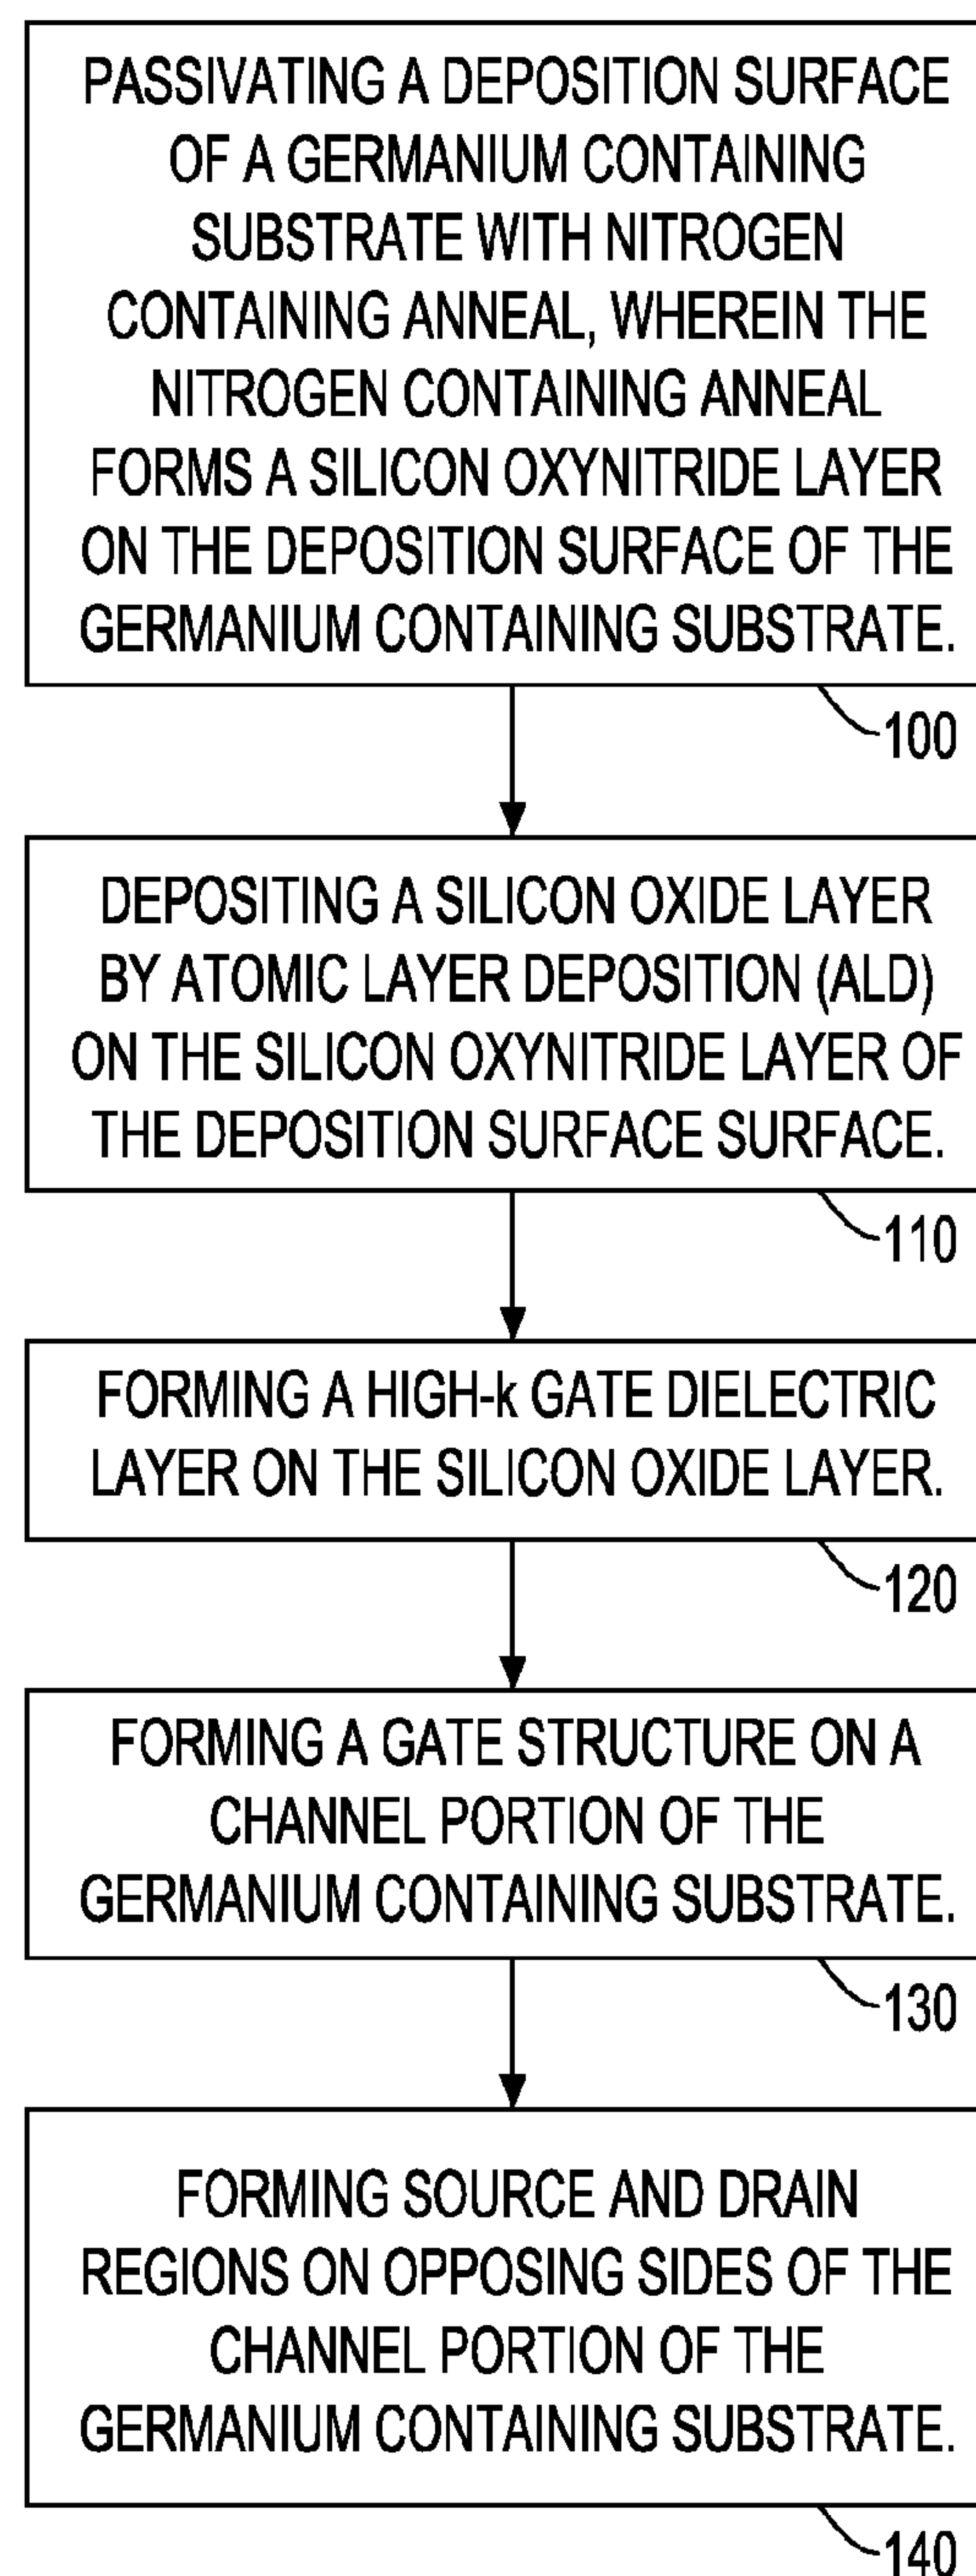 PASSIVATING A DEPOSITION SURFACE
OF A GERMANIUM CONTAINING
SUBSTRATE WITH NITROGEN
CONTAINING ANNEAL, WHEREIN THE
NITROGEN CONTAINING ANNEAL
FORMS A SILICON OXYNITRIDE LAYER
ON THE DEPOSITION SURFACE OF THE
GERMANIUM CONTAINING SUBSTRATE.
100
DEPOSITING A SILICON OXIDE LAYER
BY ATOMIC LAYER DEPOSITION (ALD)
ON THE SILICON OXYNITRIDE LAYER OF
THE DEPOSITION SURFACE SURFACE.
110
FORMING A HIGH-k GATE DIELECTRIC
LAYER ON THE SILICON OXIDE LAYER.
120
FORMING A GATE STRUCTURE ON A
CHANNEL PORTION OF THE
GERMANIUM CONTAINING SUBSTRATE.
130
FORMING SOURCE AND DRAIN
REGIONS ON OPPOSING SIDES OF THE
CHANNEL PORTION OF THE
GERMANIUM CONTAINING SUBSTRATE.
140